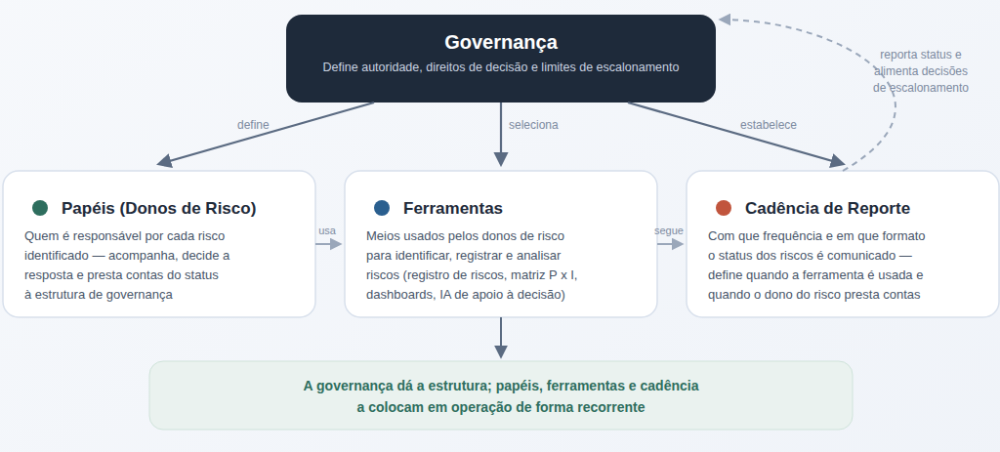 Governança
Define autoridade, direitos de decisão e limites de escalonamento
reporta status e
alimenta decisões
de escalonamento
define
seleciona
estabelece
Papéis (Donos de Risco)
Quem é responsável por cada risco
identificado — acompanha, decide a
resposta e presta contas do status
à estrutura de governança
usa
Ferramentas
Meios usados pelos donos de risco
para identificar, registrar e analisar
riscos (registro de riscos, matriz P x I,
dashboards, IA de apoio à decisão)
segue
Cadência de Reporte
Com que frequência e em que formato
o status dos riscos é comunicado —
define quando a ferramenta é usada e
quando o dono do risco presta contas
A governança dá a estrutura; papéis, ferramentas e cadência
a colocam em operação de forma recorrente